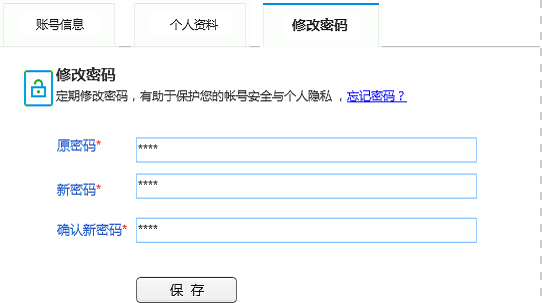 账号信息 个人资料 修改密码
修改密码
定期修改密码，有助于保护您的帐号安全与个人隐私 ，忘记密码？
原密码* ****
新密码* ****
确认新密码* ****
保 存